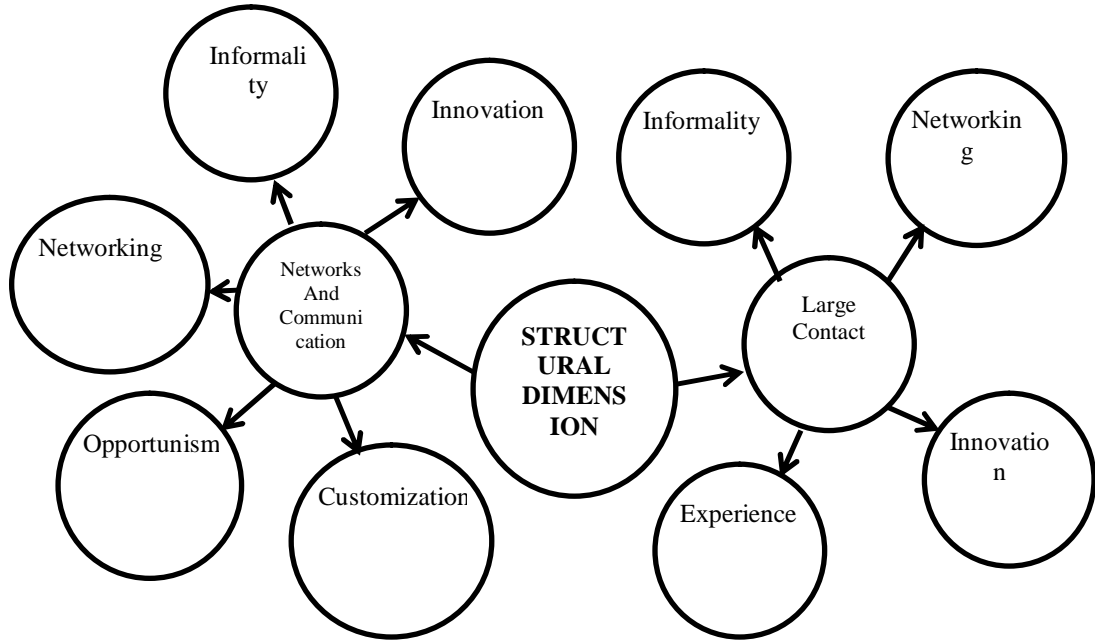 Informali
ty
Innovation
Informality
Networkin
g
Networking
Networks
And
Communi
cation
Large
Contact
STRUCT
URAL
DIMENS
ION
Opportunism
Customization
Experience
Innovatio
n